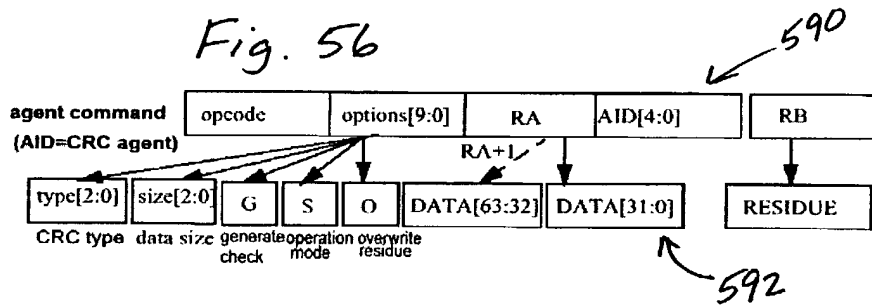 Fig. 56
590
agent command
(AID=CRC agent)
opcode options[9:0] RA AID[4:0] RB
RA+1
type[2:0] size[2:0] G S O DATA[63:32] DATA[31:0] RESIDUE
CRC type data size generate check operation mode overwrite residue
592